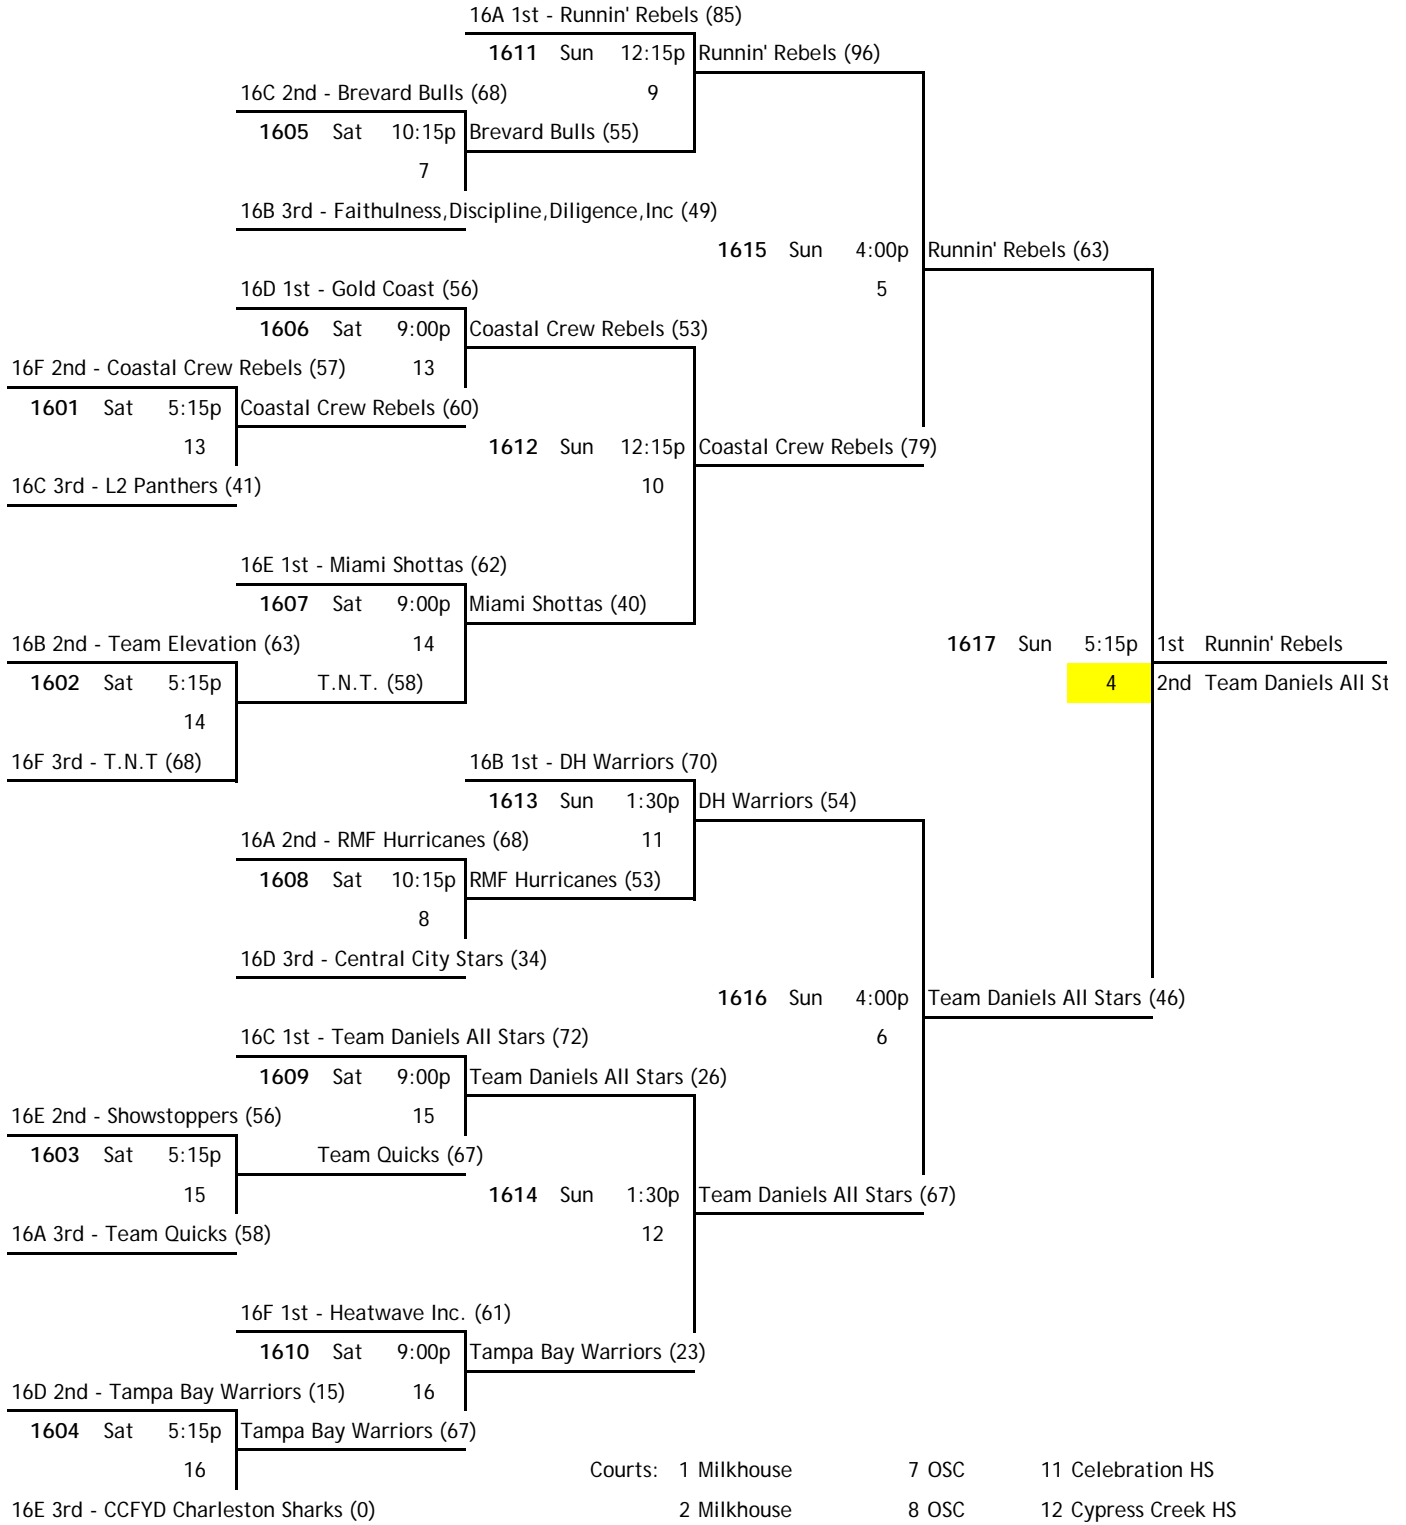 16A 1st - Runnin' Rebels (85)
1611 Sun 12:15p Runnin' Rebels (96)
16C 2nd - Brevard Bulls (68) 9
1605 Sat 10:15p Brevard Bulls (55)
7
16B 3rd - Faithulness,Discipline,Diligence,Inc (49)
1615 Sun 4:00p Runnin' Rebels (63)
16D 1st - Gold Coast (56) 5
1606 Sat 9:00p Coastal Crew Rebels (53)
16F 2nd - Coastal Crew Rebels (57) 13
1601 Sat 5:15p Coastal Crew Rebels (60)
13 1612 Sun 12:15p Coastal Crew Rebels (79)
16C 3rd - L2 Panthers (41) 10
16E 1st - Miami Shottas (62)
1607 Sat 9:00p Miami Shottas (40)
16B 2nd - Team Elevation (63) 14 1617 Sun 5:15p 1st Runnin' Rebels
1602 Sat 5:15p T.N.T. (58) 4 2nd Team Daniels All St
14
16F 3rd - T.N.T (68) 16B 1st - DH Warriors (70)
1613 Sun 1:30p DH Warriors (54)
16A 2nd - RMF Hurricanes (68) 11
1608 Sat 10:15p RMF Hurricanes (53)
8
16D 3rd - Central City Stars (34)
1616 Sun 4:00p Team Daniels All Stars (46)
16C 1st - Team Daniels All Stars (72) 6
1609 Sat 9:00p Team Daniels All Stars (26)
16E 2nd - Showstoppers (56) 15
1603 Sat 5:15p Team Quicks (67)
15 1614 Sun 1:30p Team Daniels All Stars (67)
16A 3rd - Team Quicks (58) 12
16F 1st - Heatwave Inc. (61)
1610 Sat 9:00p Tampa Bay Warriors (23)
16D 2nd - Tampa Bay Warriors (15) 16
1604 Sat 5:15p Tampa Bay Warriors (67)
16 Courts: 1 Milkhouse 7 OSC 11 Celebration HS
16E 3rd - CCFYD Charleston Sharks (0) 2 Milkhouse 8 OSC 12 Cypress Creek HS